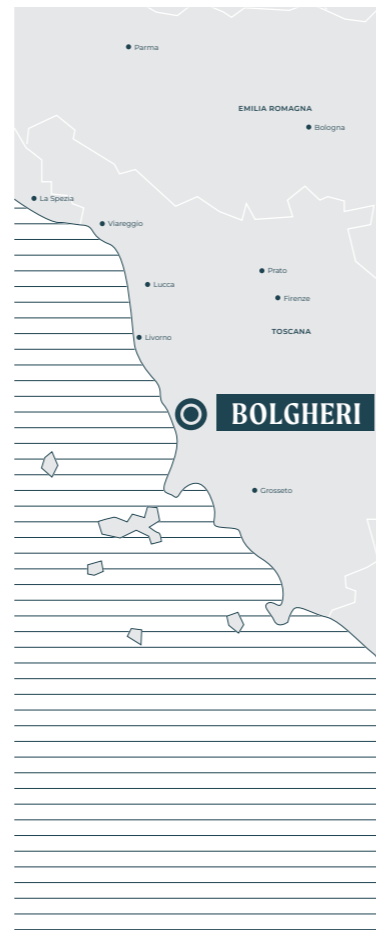 Parma
EMILIA ROMAGNA
Bologna
La Spezia
Viareggio
Prato
Lucca
Firenze
TOSCANA
Livorno
BOLGHERI
Grosseto